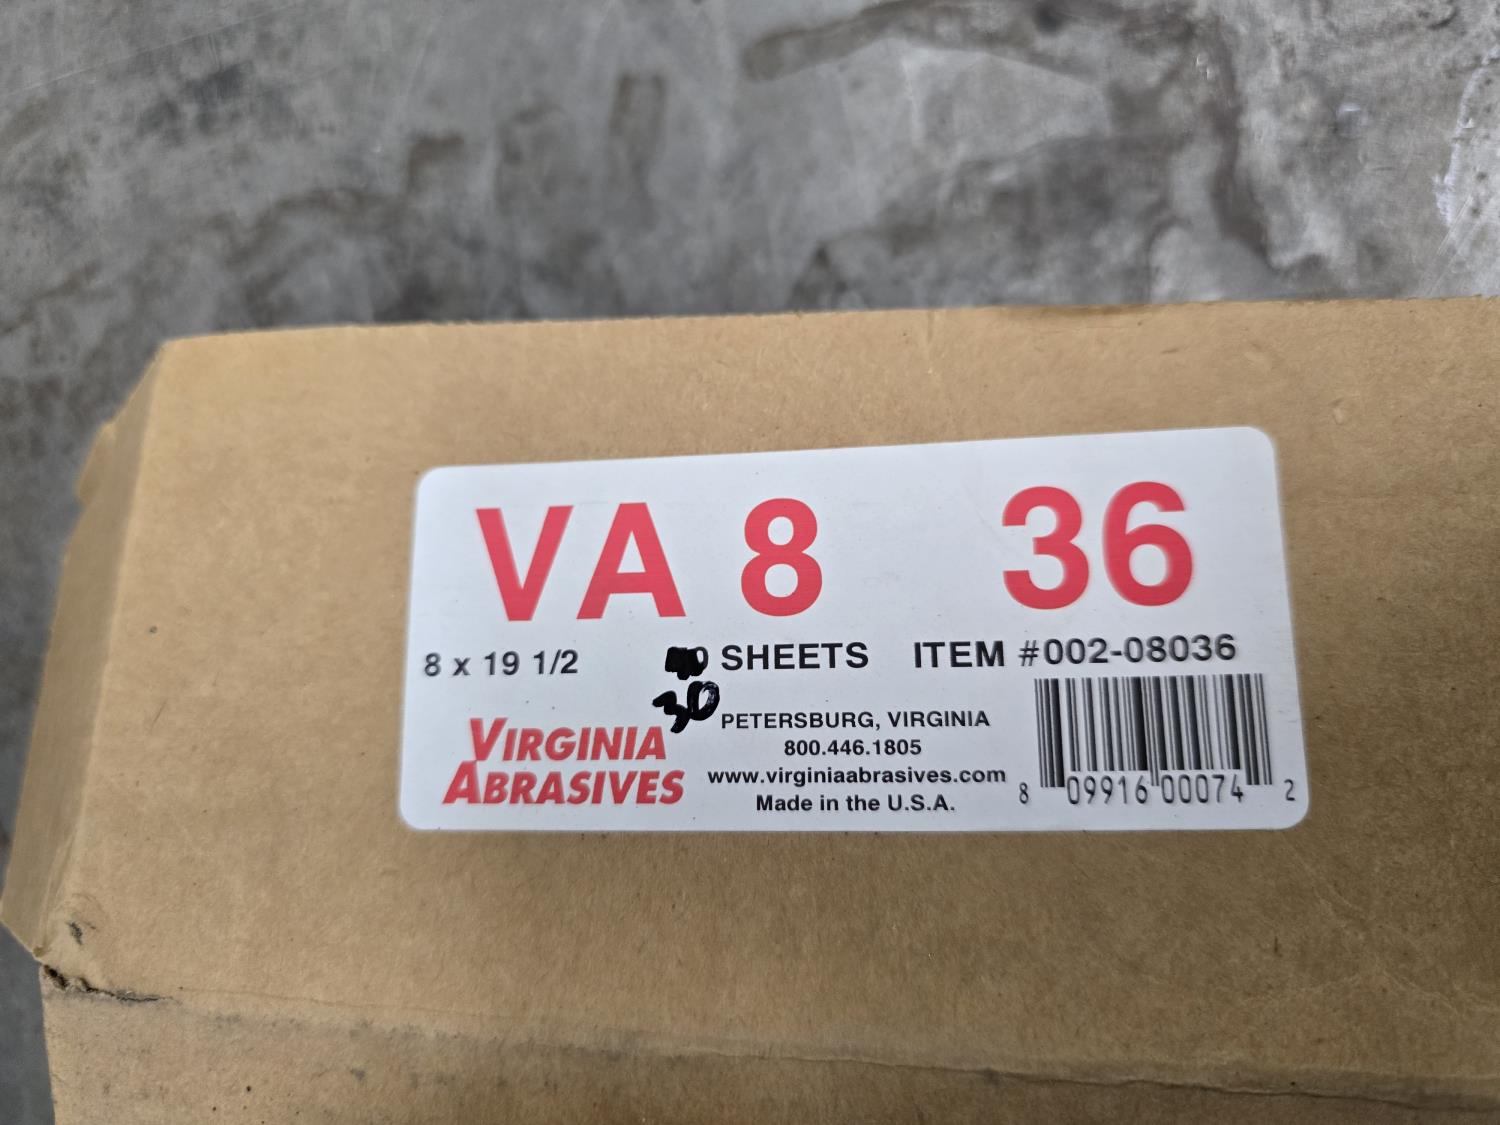 VA 8 36
8 x 19 1/2 SHEETS ITEM #002-08036
30
VIRGINIA
ABRASIVES
PETERSBURG, VIRGINIA
800.446.1805
www.virginiaabrasives.com
Made in the U.S.A.
8 09916 00074 2